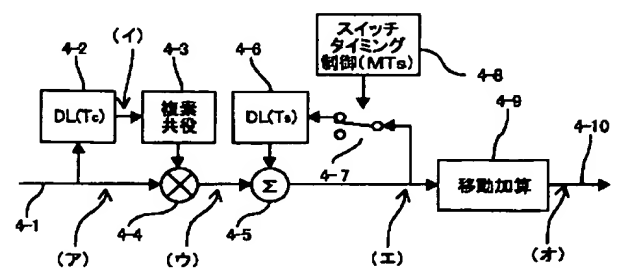 スイッチ
タイミング
制御(MTs)
4-8
(イ)
4-2
4-3
4-6
DL(Tc)
複素
共役
DL(Ts)
4-9
4-10
4-7
移動加算
Σ
4-1
4-4
4-5
(ア)
(ウ)
(エ)
(オ)